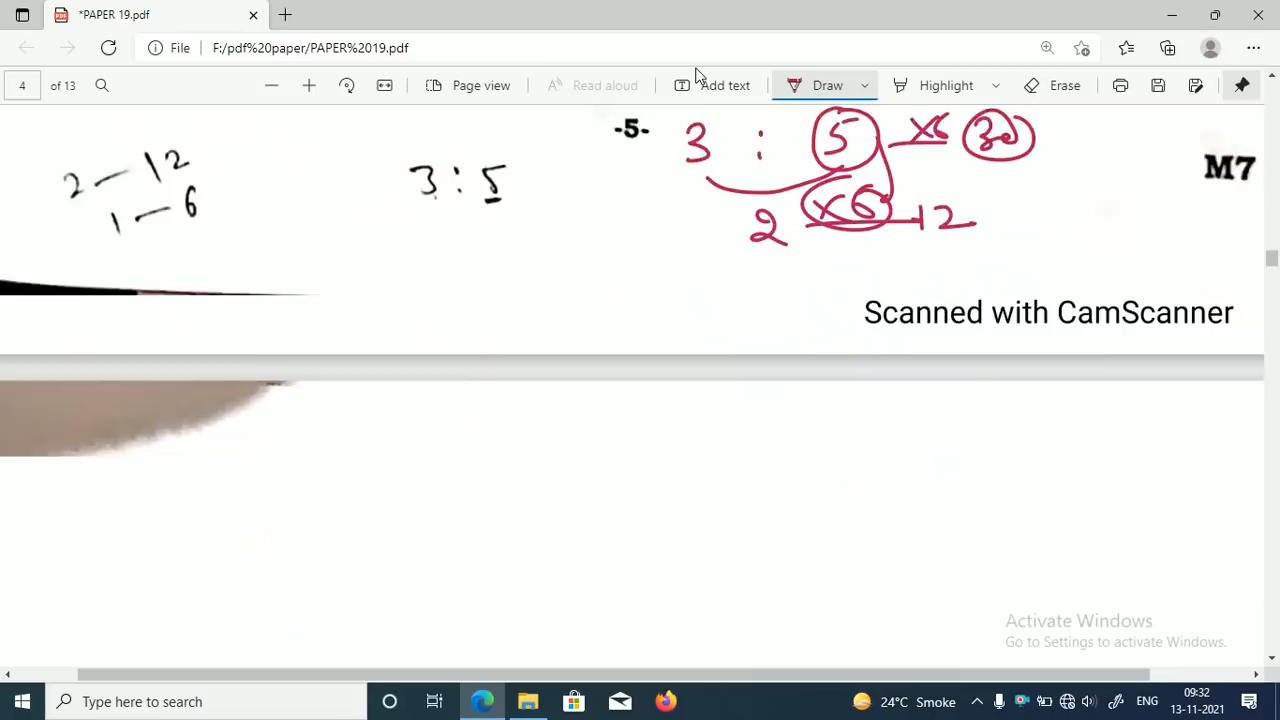 *PAPER 19.pdf
File F:/pdf%20paper/PAPER%2019.pdf
4 of 13 Page view Read aloud Add text Draw Highlight Erase
-5- 3 : 5 x6 30
2 — 12 3 : 5 M7
1 — 6 2 x6 12
Scanned with CamScanner
Activate Windows
Go to Settings to activate Windows.
Type here to search 24°C Smoke ENG 09:32
13-11-2021